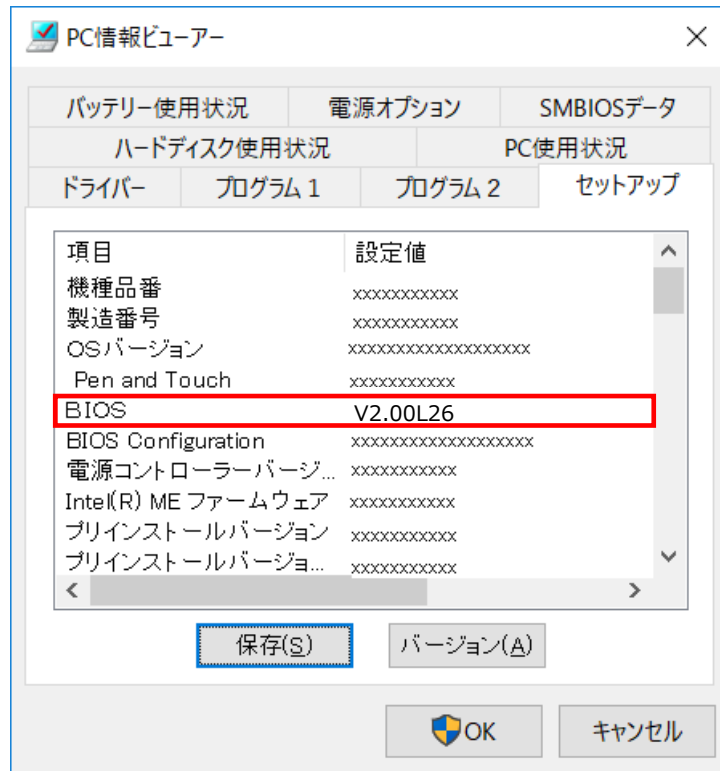 PC情報ビューアー
バッテリー使用状況 電源オプション SMBIOSデータ
ハードディスク使用状況 PC使用状況
ドライバー プログラム 1 プログラム 2 セットアップ
項目 設定値
機種品番 xxxxxxxxxxx
製造番号 xxxxxxxxxxx
OSバージョン xxxxxxxxxxxxxxxxxxx
Pen and Touch xxxxxxxxxxx
BIOS V2.00L26
BIOS Configuration xxxxxxxxxxxxxxxxxxx
電源コントローラーバージ... xxxxxxxxxxx
Intel(R) ME ファームウェア xxxxxxxxxxx
プリインストールバージョン xxxxxxxxxxx
プリインストールバージョ... xxxxxxxxxxx
保存(S) バージョン(A)
OK キャンセル